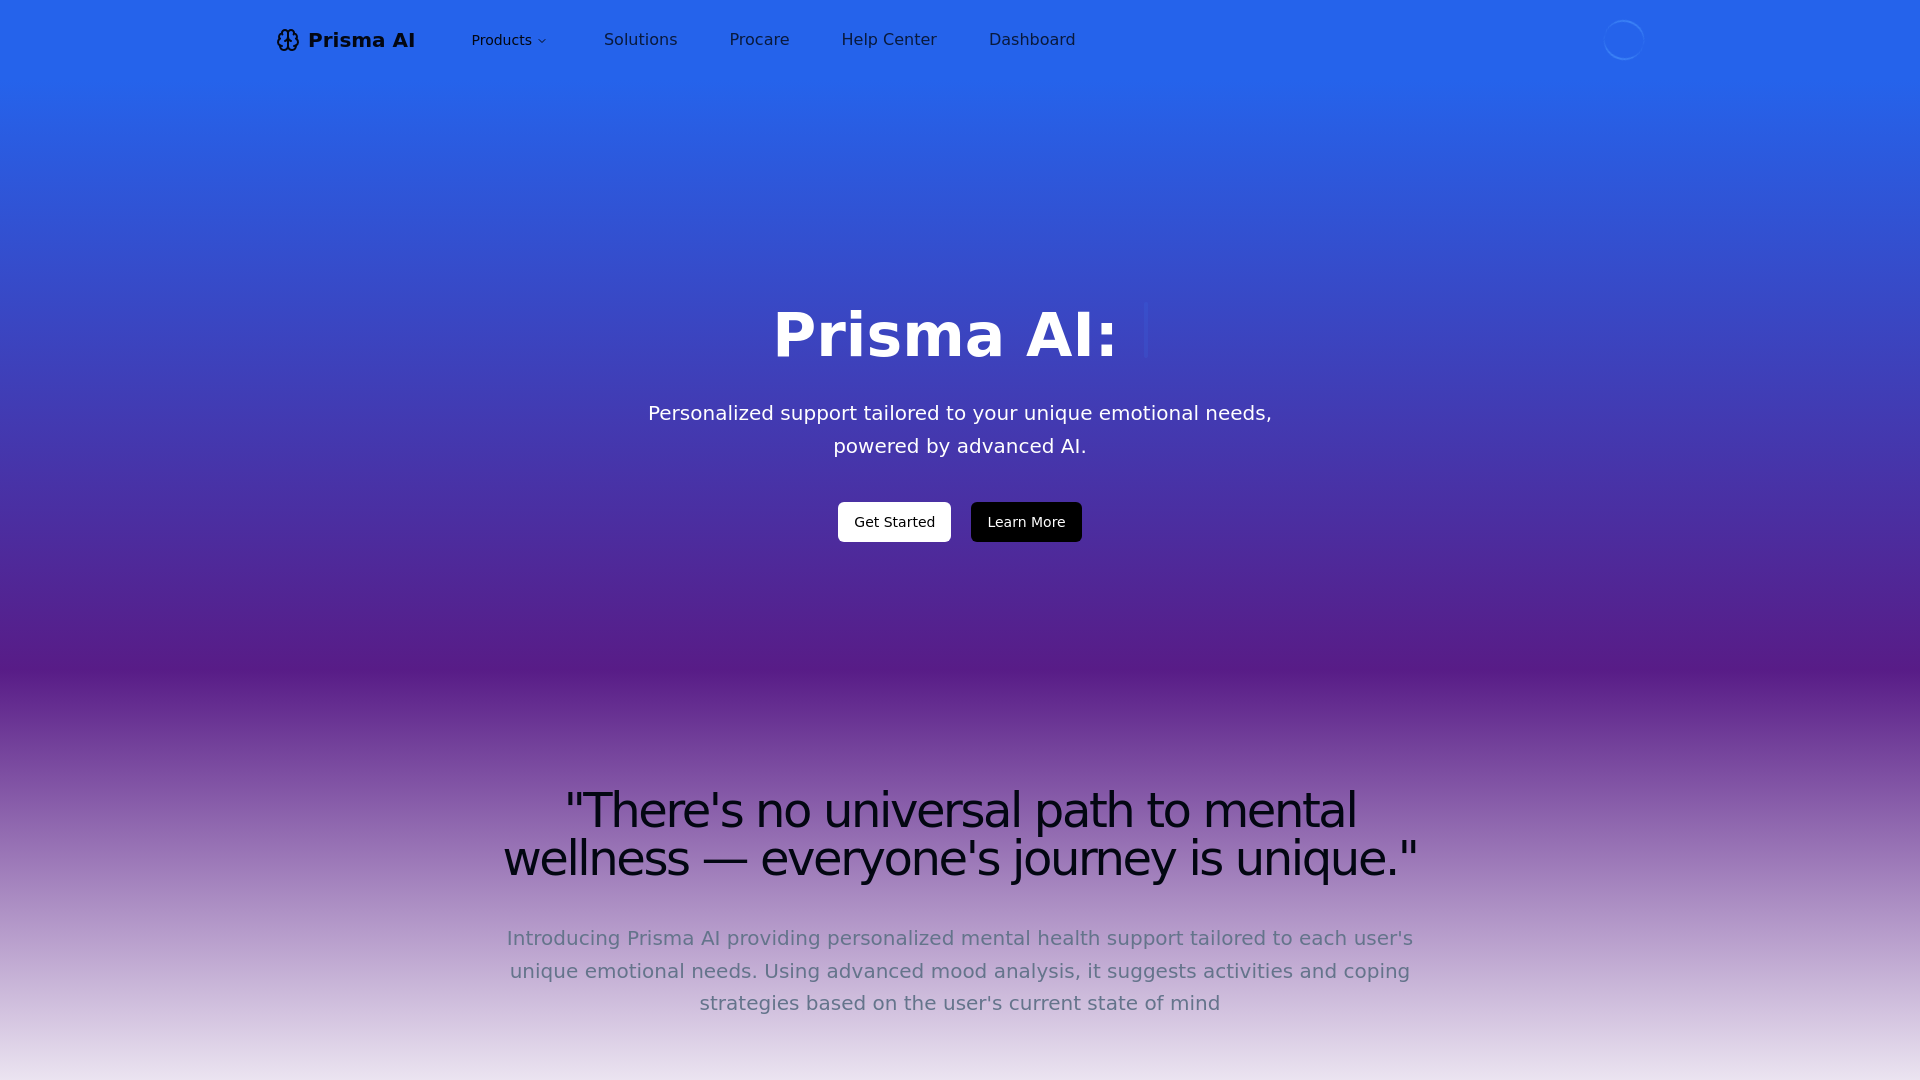 Prisma AI
Products
Solutions
Procare
Help Center
Dashboard
Prisma AI:
Personalized support tailored to your unique emotional needs,
powered by advanced AI.
Get Started
Learn More
"There's no universal path to mental
wellness — everyone's journey is unique."
Introducing Prisma AI providing personalized mental health support tailored to each user's
unique emotional needs. Using advanced mood analysis, it suggests activities and coping
strategies based on the user's current state of mind